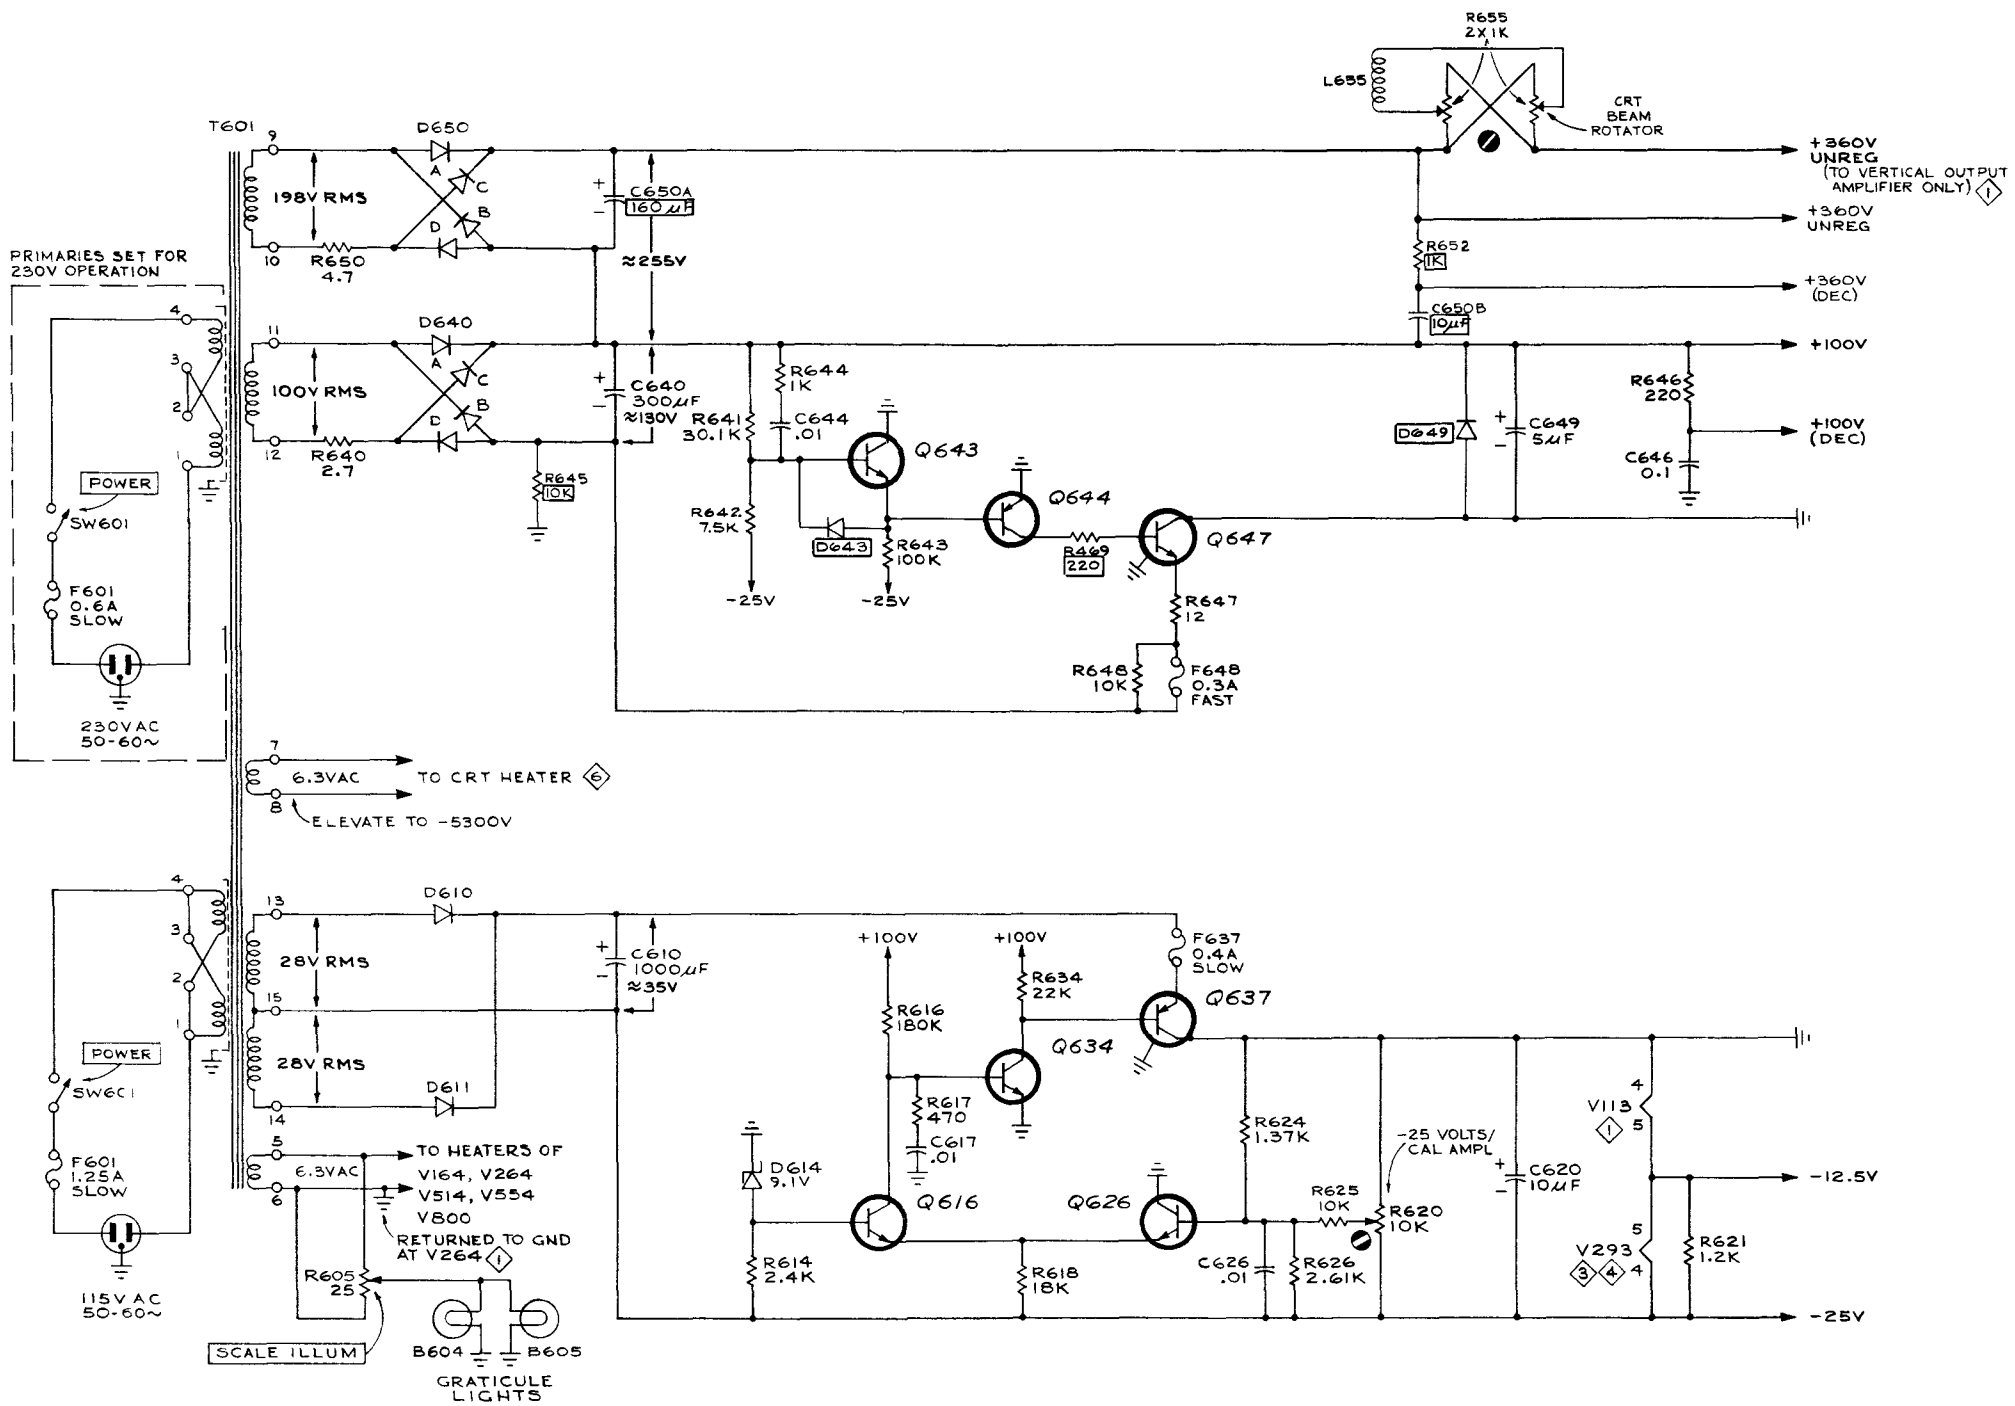 R655
2X1K
L655
CRT
BEAM
ROTATOR
T601
9
D650
A
C
B
D
198V RMS
+
C650A
160µF
-
10
R650
4.7
≈255V
+360V
UNREG
(TO VERTICAL OUTPUT
AMPLIFIER ONLY) 1
+360V
UNREG
R652
1K
+360V
(DEC)
C650B
10µF
PRIMARIES SET FOR
230V OPERATION
4
3
2
1
11
D640
A
C
B
D
100V RMS
+
C640
300µF
-
≈130V
12
R640
2.7
R645
10K
R641
30.1K
R644
1K
C644
.01
Q643
R642
7.5K
D643
R643
100K
-25V
-25V
Q644
R469
220
Q647
R647
12
R648
10K
F648
0.3A
FAST
D649
+
C649
5µF
-
+100V
R646
220
+100V
(DEC)
C646
0.1
POWER
SW601
F601
0.6A
SLOW
230VAC
50-60~
7
6.3VAC
TO CRT HEATER 6
8
ELEVATE TO -5300V
4
3
2
1
13
D610
28V RMS
15
28V RMS
D611
14
+
C610
1000µF
-
≈35V
POWER
SW601
F601
1.25A
SLOW
115V AC
50-60~
5
6.3VAC
6
TO HEATERS OF
V164, V264
V514, V554
V800
RETURNED TO GND
AT V264 1
R605
25
SCALE ILLUM
B604
B605
GRATICULE
LIGHTS
+100V
R616
180K
+100V
R634
22K
F637
0.4A
SLOW
Q637
Q634
R617
470
C617
.01
D614
9.1V
Q616
R614
2.4K
R618
18K
Q626
R624
1.37K
R625
10K
C626
.01
R626
2.61K
-25 VOLTS/
CAL AMPL
R620
10K
+
C620
10µF
-
4
V113
5
1
-12.5V
5
V293
4
3 4
R621
1.2K
-25V